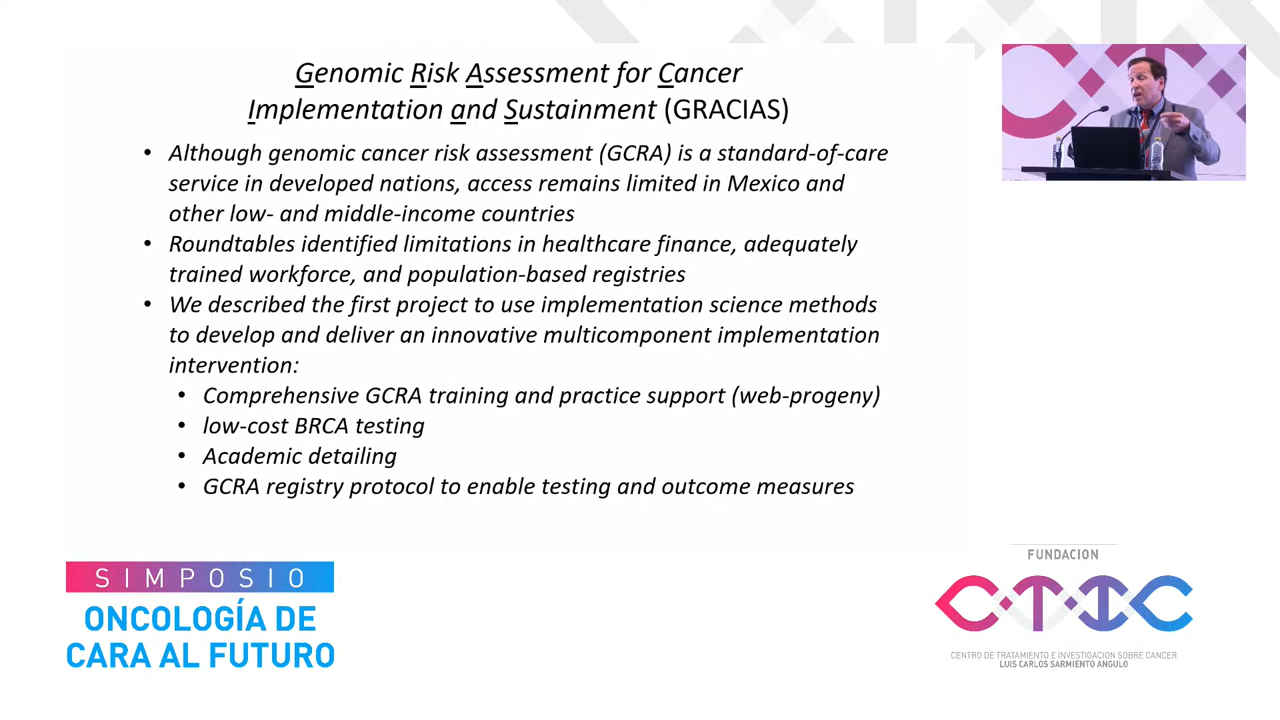 Genomic Risk Assessment for Cancer
Implementation and Sustainment (GRACIAS)
• Although genomic cancer risk assessment (GCRA) is a standard-of-care
service in developed nations, access remains limited in Mexico and
other low- and middle-income countries
• Roundtables identified limitations in healthcare finance, adequately
trained workforce, and population-based registries
• We described the first project to use implementation science methods
to develop and deliver an innovative multicomponent implementation
intervention:
• Comprehensive GCRA training and practice support (web-progeny)
• low-cost BRCA testing
• Academic detailing
• GCRA registry protocol to enable testing and outcome measures
SIMPOSIO
ONCOLOGÍA DE
CARA AL FUTURO
FUNDACION
CTIC
CENTRO DE TRATAMIENTO E INVESTIGACION SOBRE CANCER
LUIS CARLOS SARMIENTO ANGULO